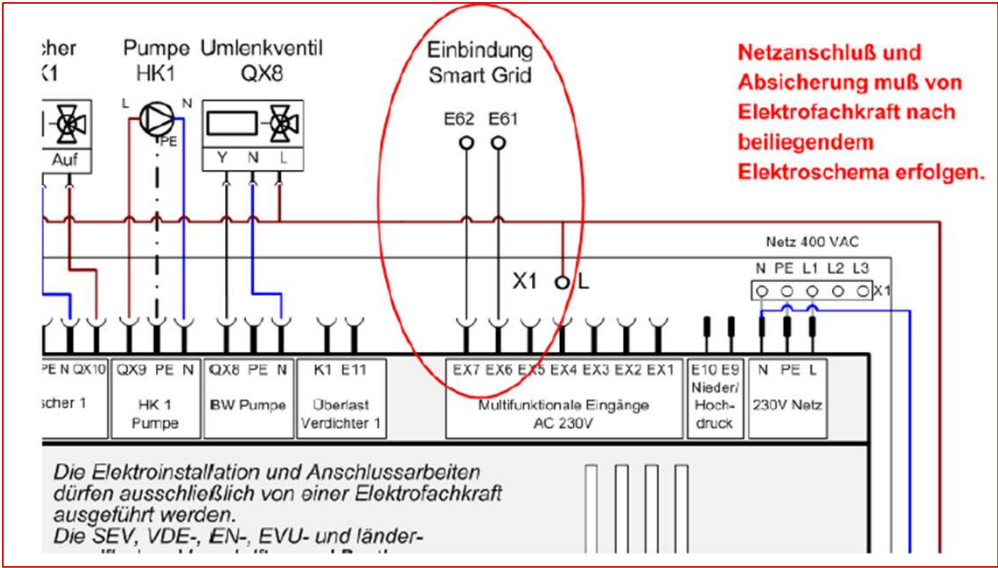 cher
K1
Pumpe
HK1
Umlenkventil
QX8
Einbindung
Smart Grid
Netzanschluß und
Absicherung muß von
Elektrofachkraft nach
beiliegendem
Elektroschema erfolgen.
L
N
PE
Auf
Y N L
E62 E61
Netz 400 VAC
N PE L1 L2 L3
X1
X1 L
PE N QX10
QX9 PE N
QX8 PE N
K1 E11
EX7 EX6 EX5 EX4 EX3 EX2 EX1
E10 E9
N PE L
scher 1
HK 1
Pumpe
BW Pumpe
Überlast
Verdichter 1
Multifunktionale Eingänge
AC 230V
Nieder/
Hoch-
druck
230V Netz
Die Elektroinstallation und Anschlussarbeiten
dürfen ausschließlich von einer Elektrofachkraft
ausgeführt werden.
Die SEV, VDE-, EN-, EVU- und länder-